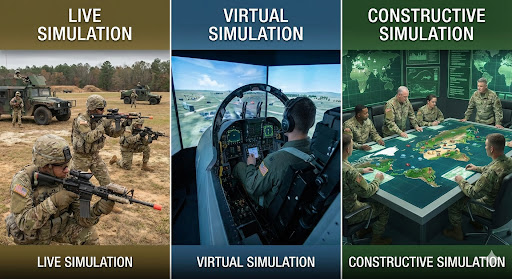 LIVE
SIMULATION
VIRTUAL
SIMULATION
CONSTRUCTIVE
SIMULATION
LIVE SIMULATION
VIRTUAL SIMULATION
CONSTRUCTIVE SIMULATION